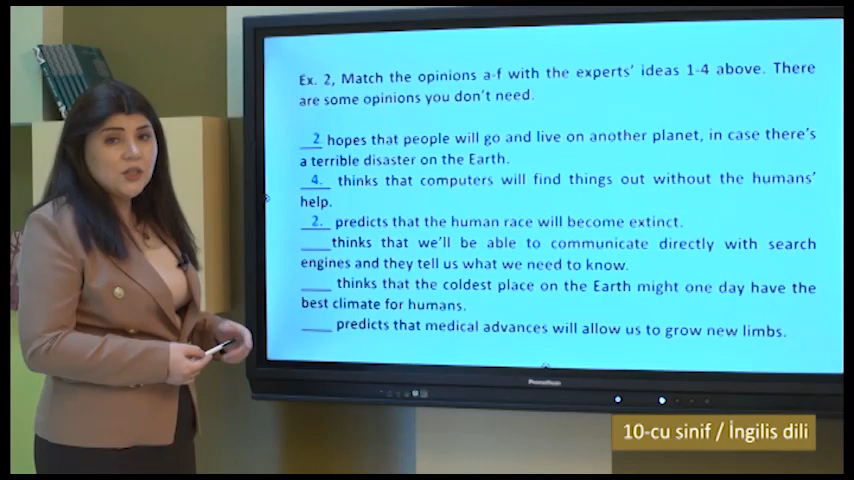 Ex. 2, Match the opinions a-f with the experts' ideas 1-4 above. There
are some opinions you don't need.
__2_ hopes that people will go and live on another planet, in case there's
a terrible disaster on the Earth.
_4.__ thinks that computers will find things out without the humans'
help.
_2.__ predicts that the human race will become extinct.
____thinks that we'll be able to communicate directly with search
engines and they tell us what we need to know.
____ thinks that the coldest place on the Earth might one day have the
best climate for humans.
____ predicts that medical advances will allow us to grow new limbs.
Promethean
10-cu sinif / İngilis dili